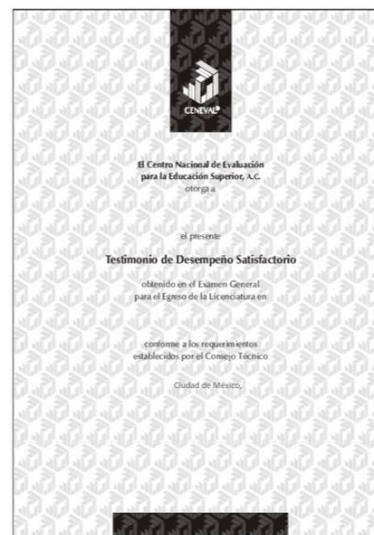 CENEVAL®
El Centro Nacional de Evaluación
para la Educación Superior, A.C.
otorga a
el presente
Testimonio de Desempeño Satisfactorio
obtenido en el Examen General
para el Egreso de la Licenciatura en
conforme a los requerimientos
establecidos por el Consejo Técnico
Ciudad de México,